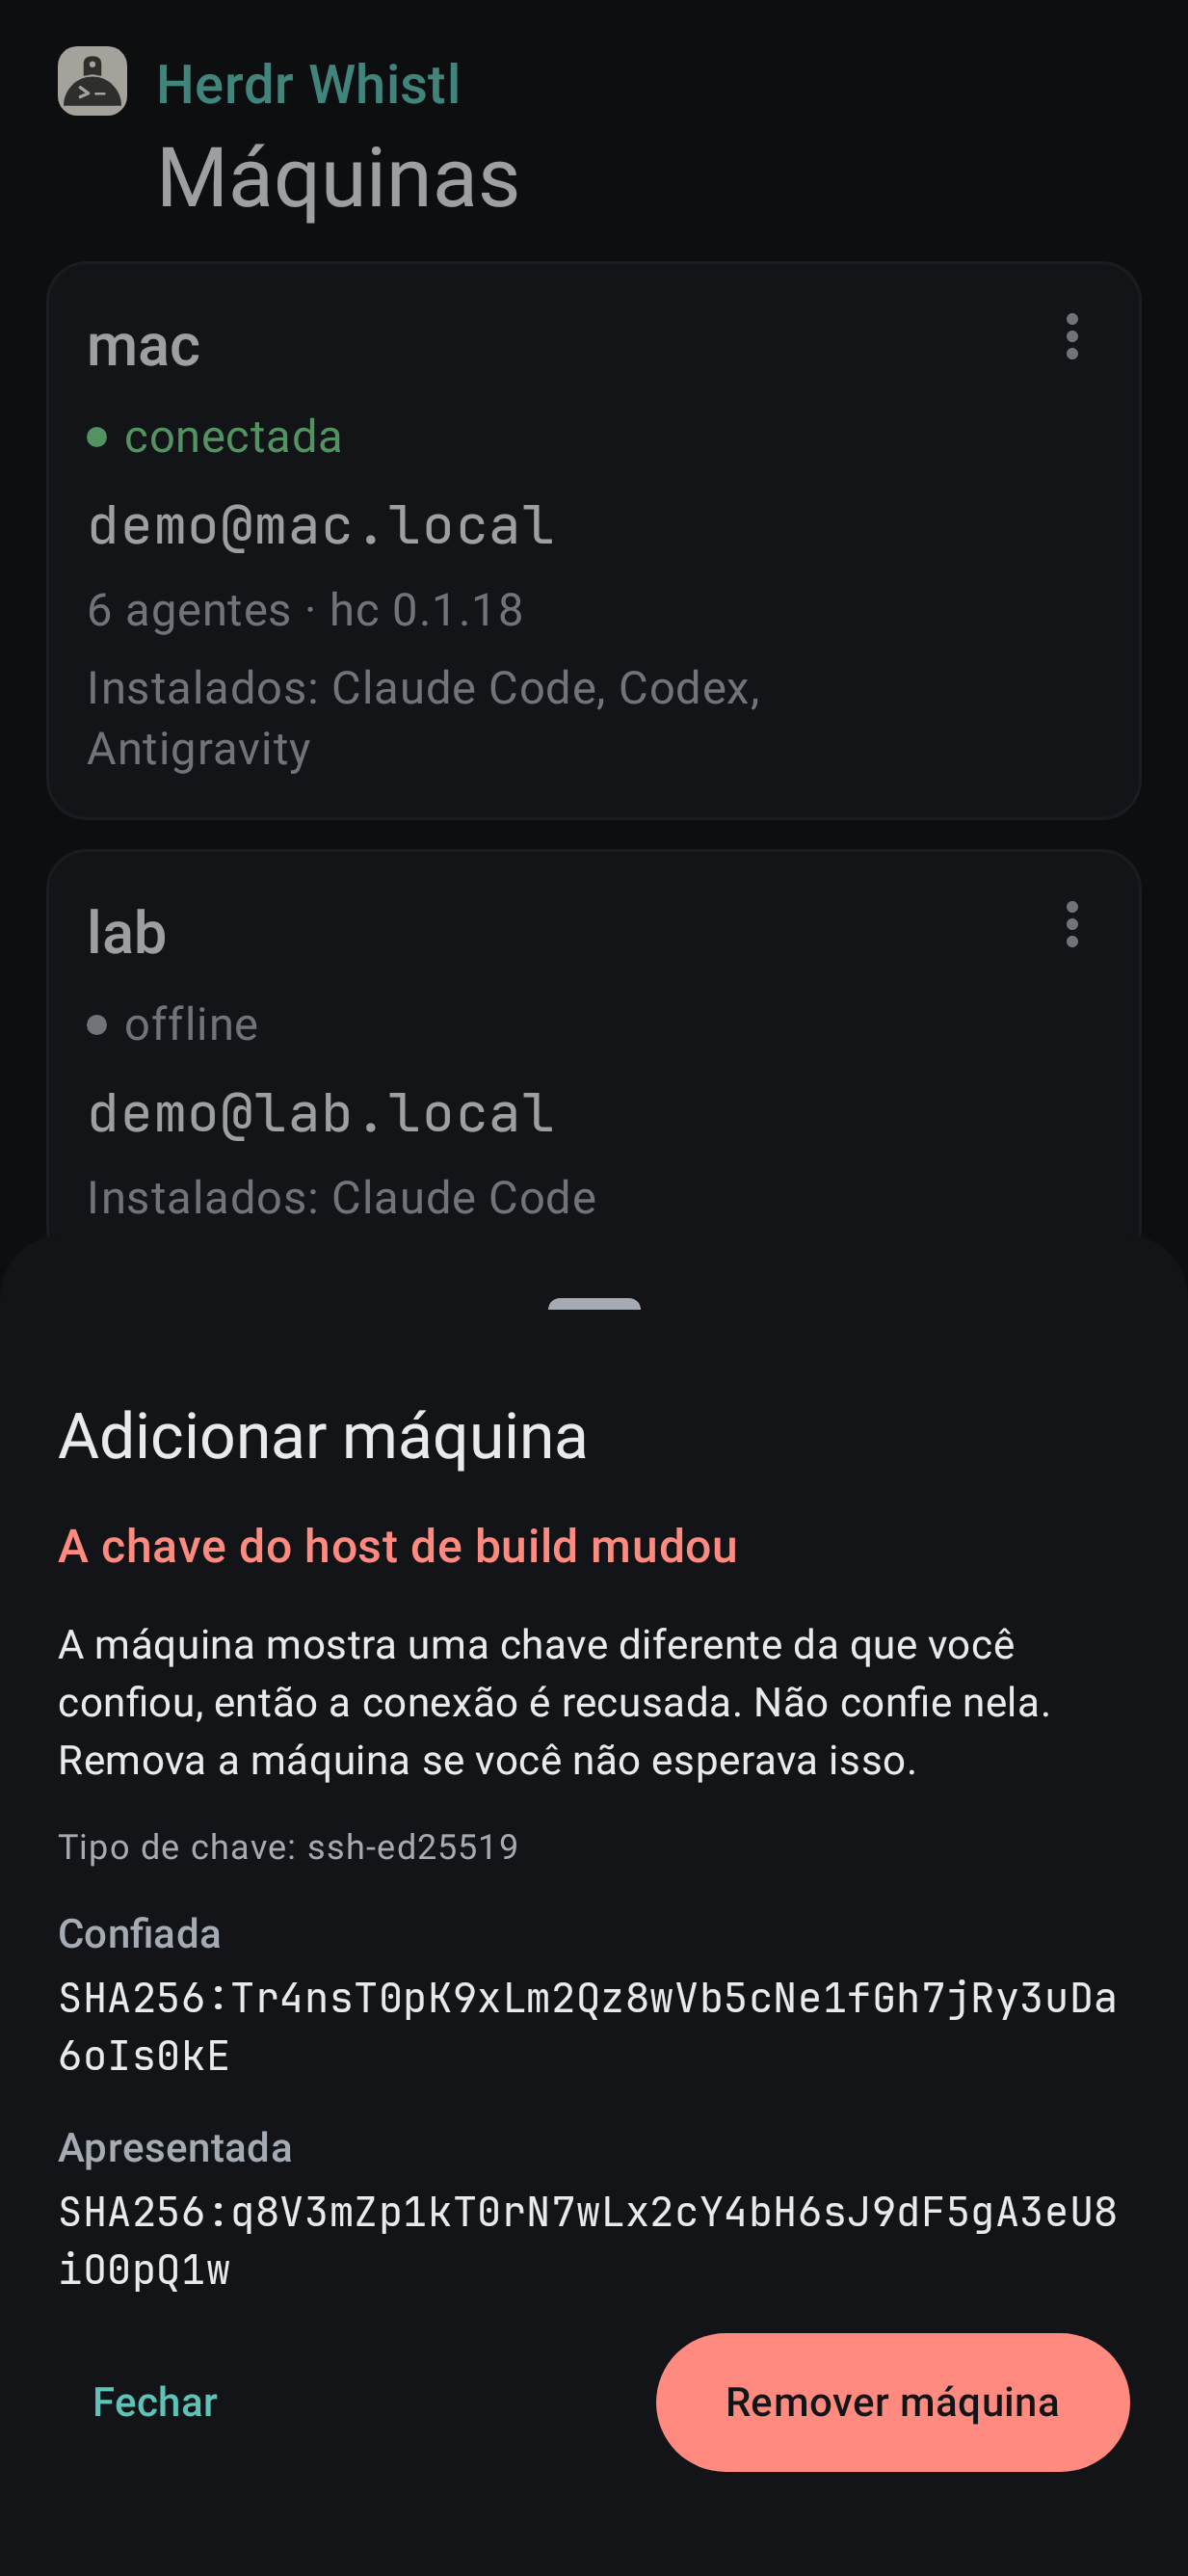 Herdr Whistl
Máquinas
mac
conectada
demo@mac.local
6 agentes · hc 0.1.18
Instalados: Claude Code, Codex,
Antigravity
lab
offline
demo@lab.local
Instalados: Claude Code
Adicionar máquina
A chave do host de build mudou
A máquina mostra uma chave diferente da que você
confiou, então a conexão é recusada. Não confie nela.
Remova a máquina se você não esperava isso.
Tipo de chave: ssh-ed25519
Confiada
SHA256:Tr4nsT0pK9xLm2Qz8wVb5cNe1fGh7jRy3uDa
6oIs0kE
Apresentada
SHA256:q8V3mZp1kT0rN7wLx2cY4bH6sJ9dF5gA3eU8
iO0pQ1w
Fechar
Remover máquina